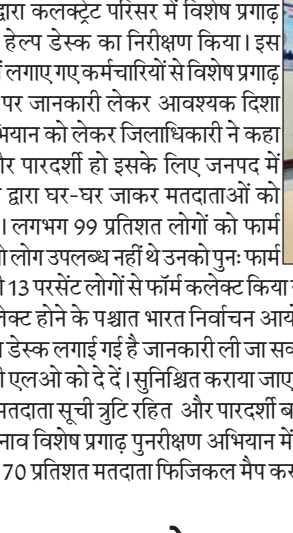 द्वारा कलक्ट्रेट परिसर में विशेष प्रगाढ़
हेल्प डेस्क का निरीक्षण किया। इस
लगाए गए कर्मचारियों से विशेष प्रगाढ़
पर जानकारी लेकर आवश्यक दिशा
भियान को लेकर जिलाधिकारी ने कहा
और पारदर्शी हो इसके लिए जनपद में
द्वारा घर-घर जाकर मतदाताओं को
। लगभग 99 प्रतिशत लोगों को फार्म
लोग उपलब्ध नहीं थे उनको पुनः फार्म
13 परसेंट लोगों से फॉर्म कलेक्ट किया
लेक्ट होने के पश्चात भारत निर्वाचन आयो
डेस्क लगाई गई है जानकारी ली जा सक
एलओ को दे दें। सुनिश्चित कराया जाए
मतदाता सूची त्रुटि रहित और पारदर्शी ब
नाव विशेष प्रगाढ़ पुनरीक्षण अभियान में
70 प्रतिशत मतदाता फिजिकल मैप कर